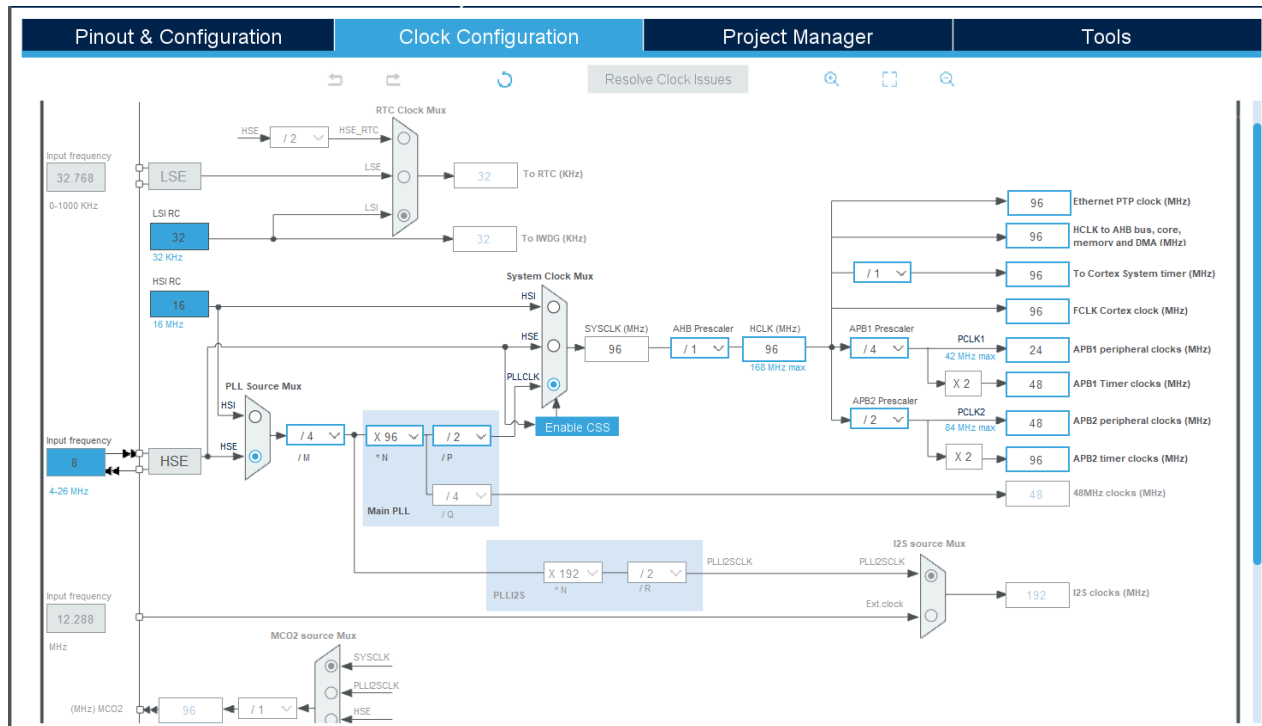 Pinout & Configuration
Clock Configuration
Project Manager
Tools
Resolve Clock Issues
RTC Clock Mux
HSE
/ 2
HSE_RTC
Input frequency
32.768
0-1000 KHz
LSE
LSE
32
To RTC (KHz)
LSI RC
32
32 KHz
LSI
32
To IWDG (KHz)
HSI RC
16
16 MHz
System Clock Mux
HSI
HSE
PLLCLK
SYSCLK (MHz)
96
AHB Prescaler
/ 1
HCLK (MHz)
96
168 MHz max
96
Ethernet PTP clock (MHz)
96
HCLK to AHB bus, core,
memory and DMA (MHz)
/ 1
96
To Cortex System timer (MHz)
96
FCLK Cortex clock (MHz)
APB1 Prescaler
/ 4
PCLK1
42 MHz max
24
APB1 peripheral clocks (MHz)
X 2
48
APB1 Timer clocks (MHz)
APB2 Prescaler
/ 2
PCLK2
84 MHz max
48
APB2 peripheral clocks (MHz)
X 2
96
APB2 timer clocks (MHz)
PLL Source Mux
HSI
HSE
Input frequency
8
4-26 MHz
HSE
/ 4
/ M
X 96
* N
/ 2
/ P
Enable CSS
/ 4
/ Q
Main PLL
48
48MHz clocks (MHz)
X 192
* N
/ 2
/ R
PLLI2S
PLLI2SCLK
I2S source Mux
PLLI2SCLK
Ext.clock
192
I2S clocks (MHz)
Input frequency
12.288
MHz
MCO2 source Mux
SYSCLK
PLLI2SCLK
HSE
(MHz) MCO2
96
/ 1